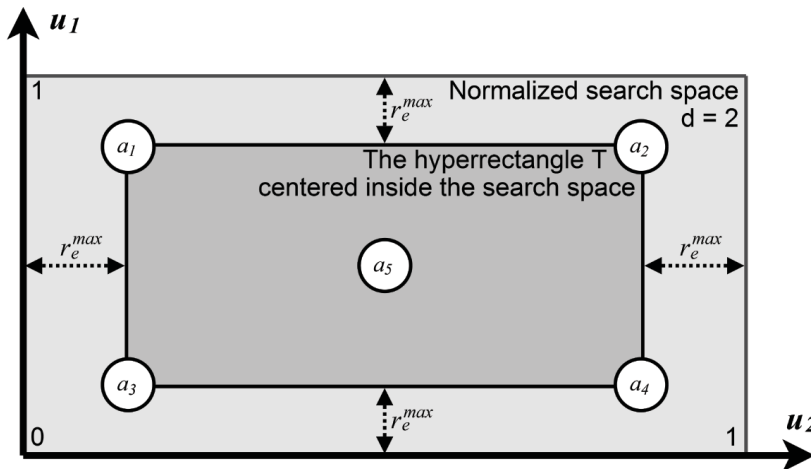 u1
1
Normalized search space
d = 2
r_e^max
a1
a2
The hyperrectangle T
centered inside the search space
r_e^max
a5
r_e^max
a3
a4
r_e^max
0
1
u2